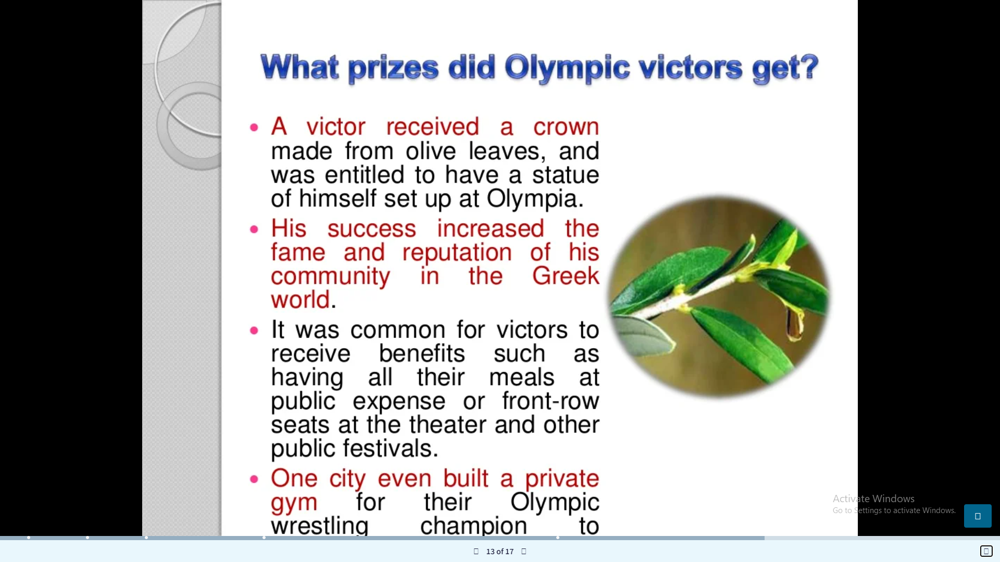 What prizes did Olympic victors get?
• A victor received a crown
made from olive leaves, and
was entitled to have a statue
of himself set up at Olympia.
• His success increased the
fame and reputation of his
community in the Greek
world.
• It was common for victors to
receive benefits such as
having all their meals at
public expense or front-row
seats at the theater and other
public festivals.
• One city even built a private
gym for their Olympic
wrestling champion to
Activate Windows
Go to Settings to activate Windows.
13 of 17